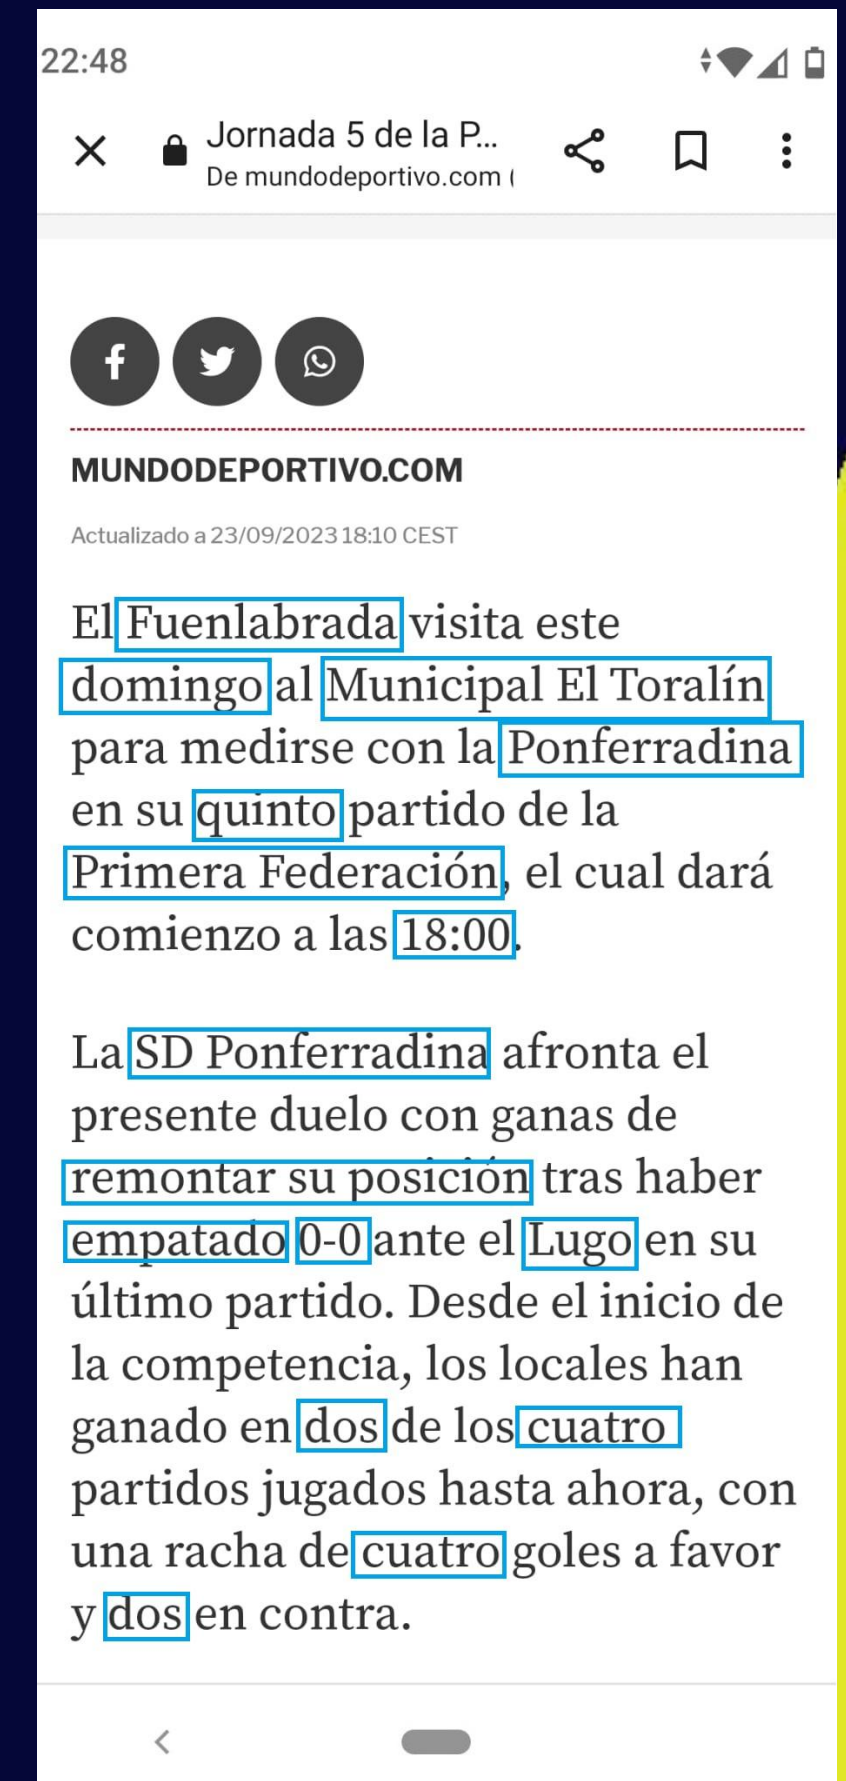 22:48
Jornada 5 de la P...
De mundodeportivo.com (
MUNDODEPORTIVO.COM
Actualizado a 23/09/2023 18:10 CEST
El Fuenlabrada visita este
domingo al Municipal El Toralín
para medirse con la Ponferradina
en su quinto partido de la
Primera Federación, el cual dará
comienzo a las 18:00.
La SD Ponferradina afronta el
presente duelo con ganas de
remontar su posición tras haber
empatado 0-0 ante el Lugo en su
último partido. Desde el inicio de
la competencia, los locales han
ganado en dos de los cuatro
partidos jugados hasta ahora, con
una racha de cuatro goles a favor
y dos en contra.